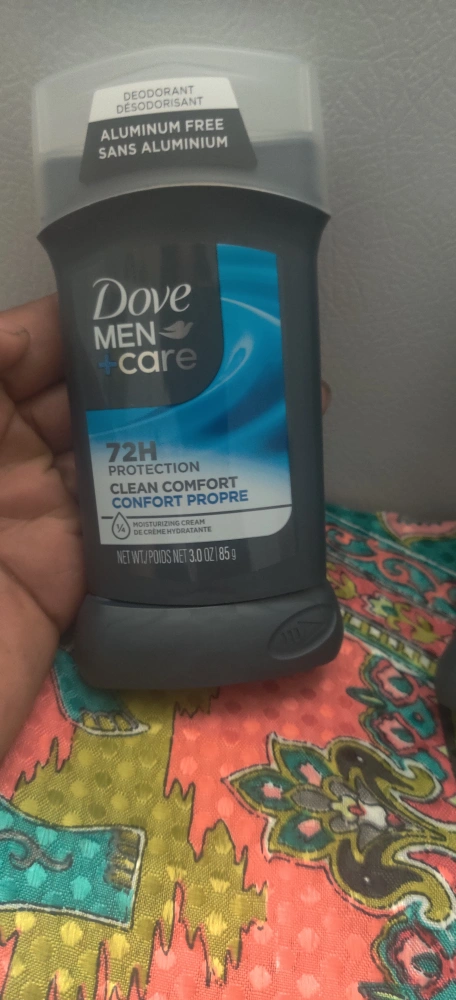 DEODORANT
DÉSODORISANT
ALUMINUM FREE
SANS ALUMINIUM
Dove
MEN
+care
72H
PROTECTION
CLEAN COMFORT
CONFORT PROPRE
¼ MOISTURIZING CREAM
DE CRÈME HYDRATANTE
NET WT./POIDS NET 3.0 OZ | 85 g